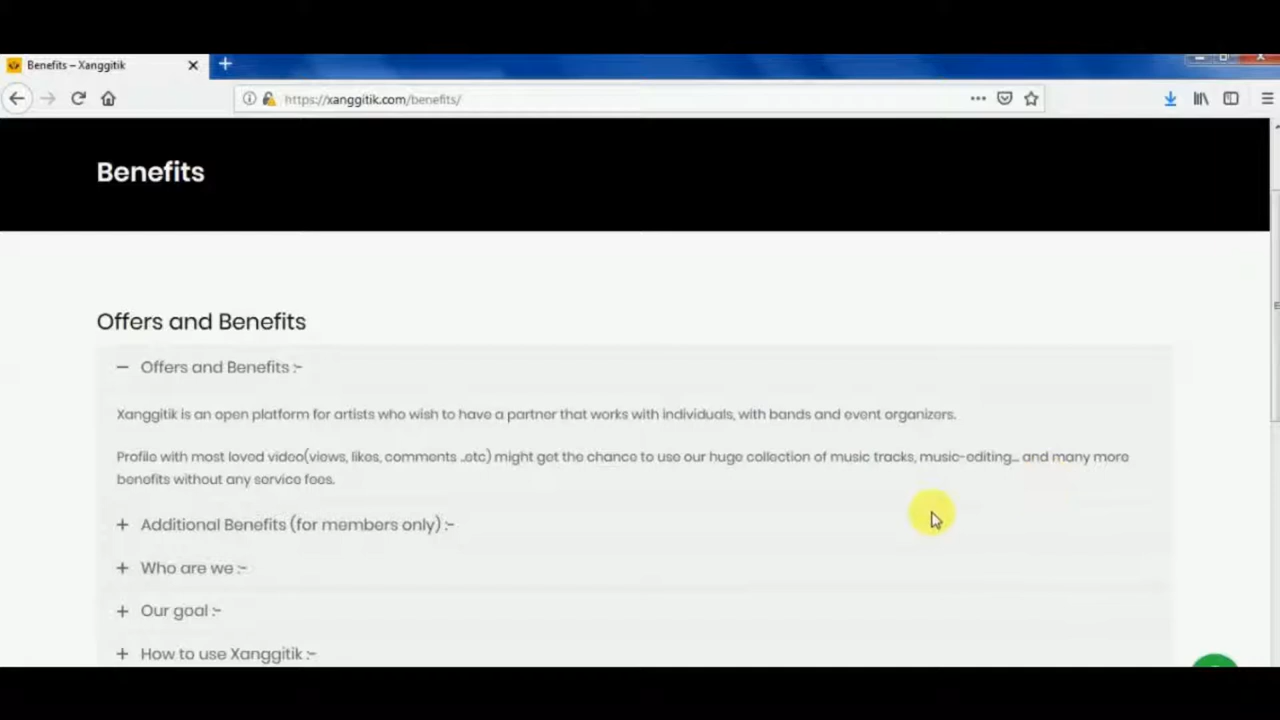 Benefits – Xanggitik
https://xanggitik.com/benefits/
Benefits
Offers and Benefits
− Offers and Benefits :-
Xanggitik is an open platform for artists who wish to have a partner that works with individuals, with bands and event organizers.
Profile with most loved video(views, likes, comments ..etc) might get the chance to use our huge collection of music tracks, music-editing... and many more
benefits without any service fees.
+ Additional Benefits (for members only) :-
+ Who are we :-
+ Our goal :-
+ How to use Xanggitik :-